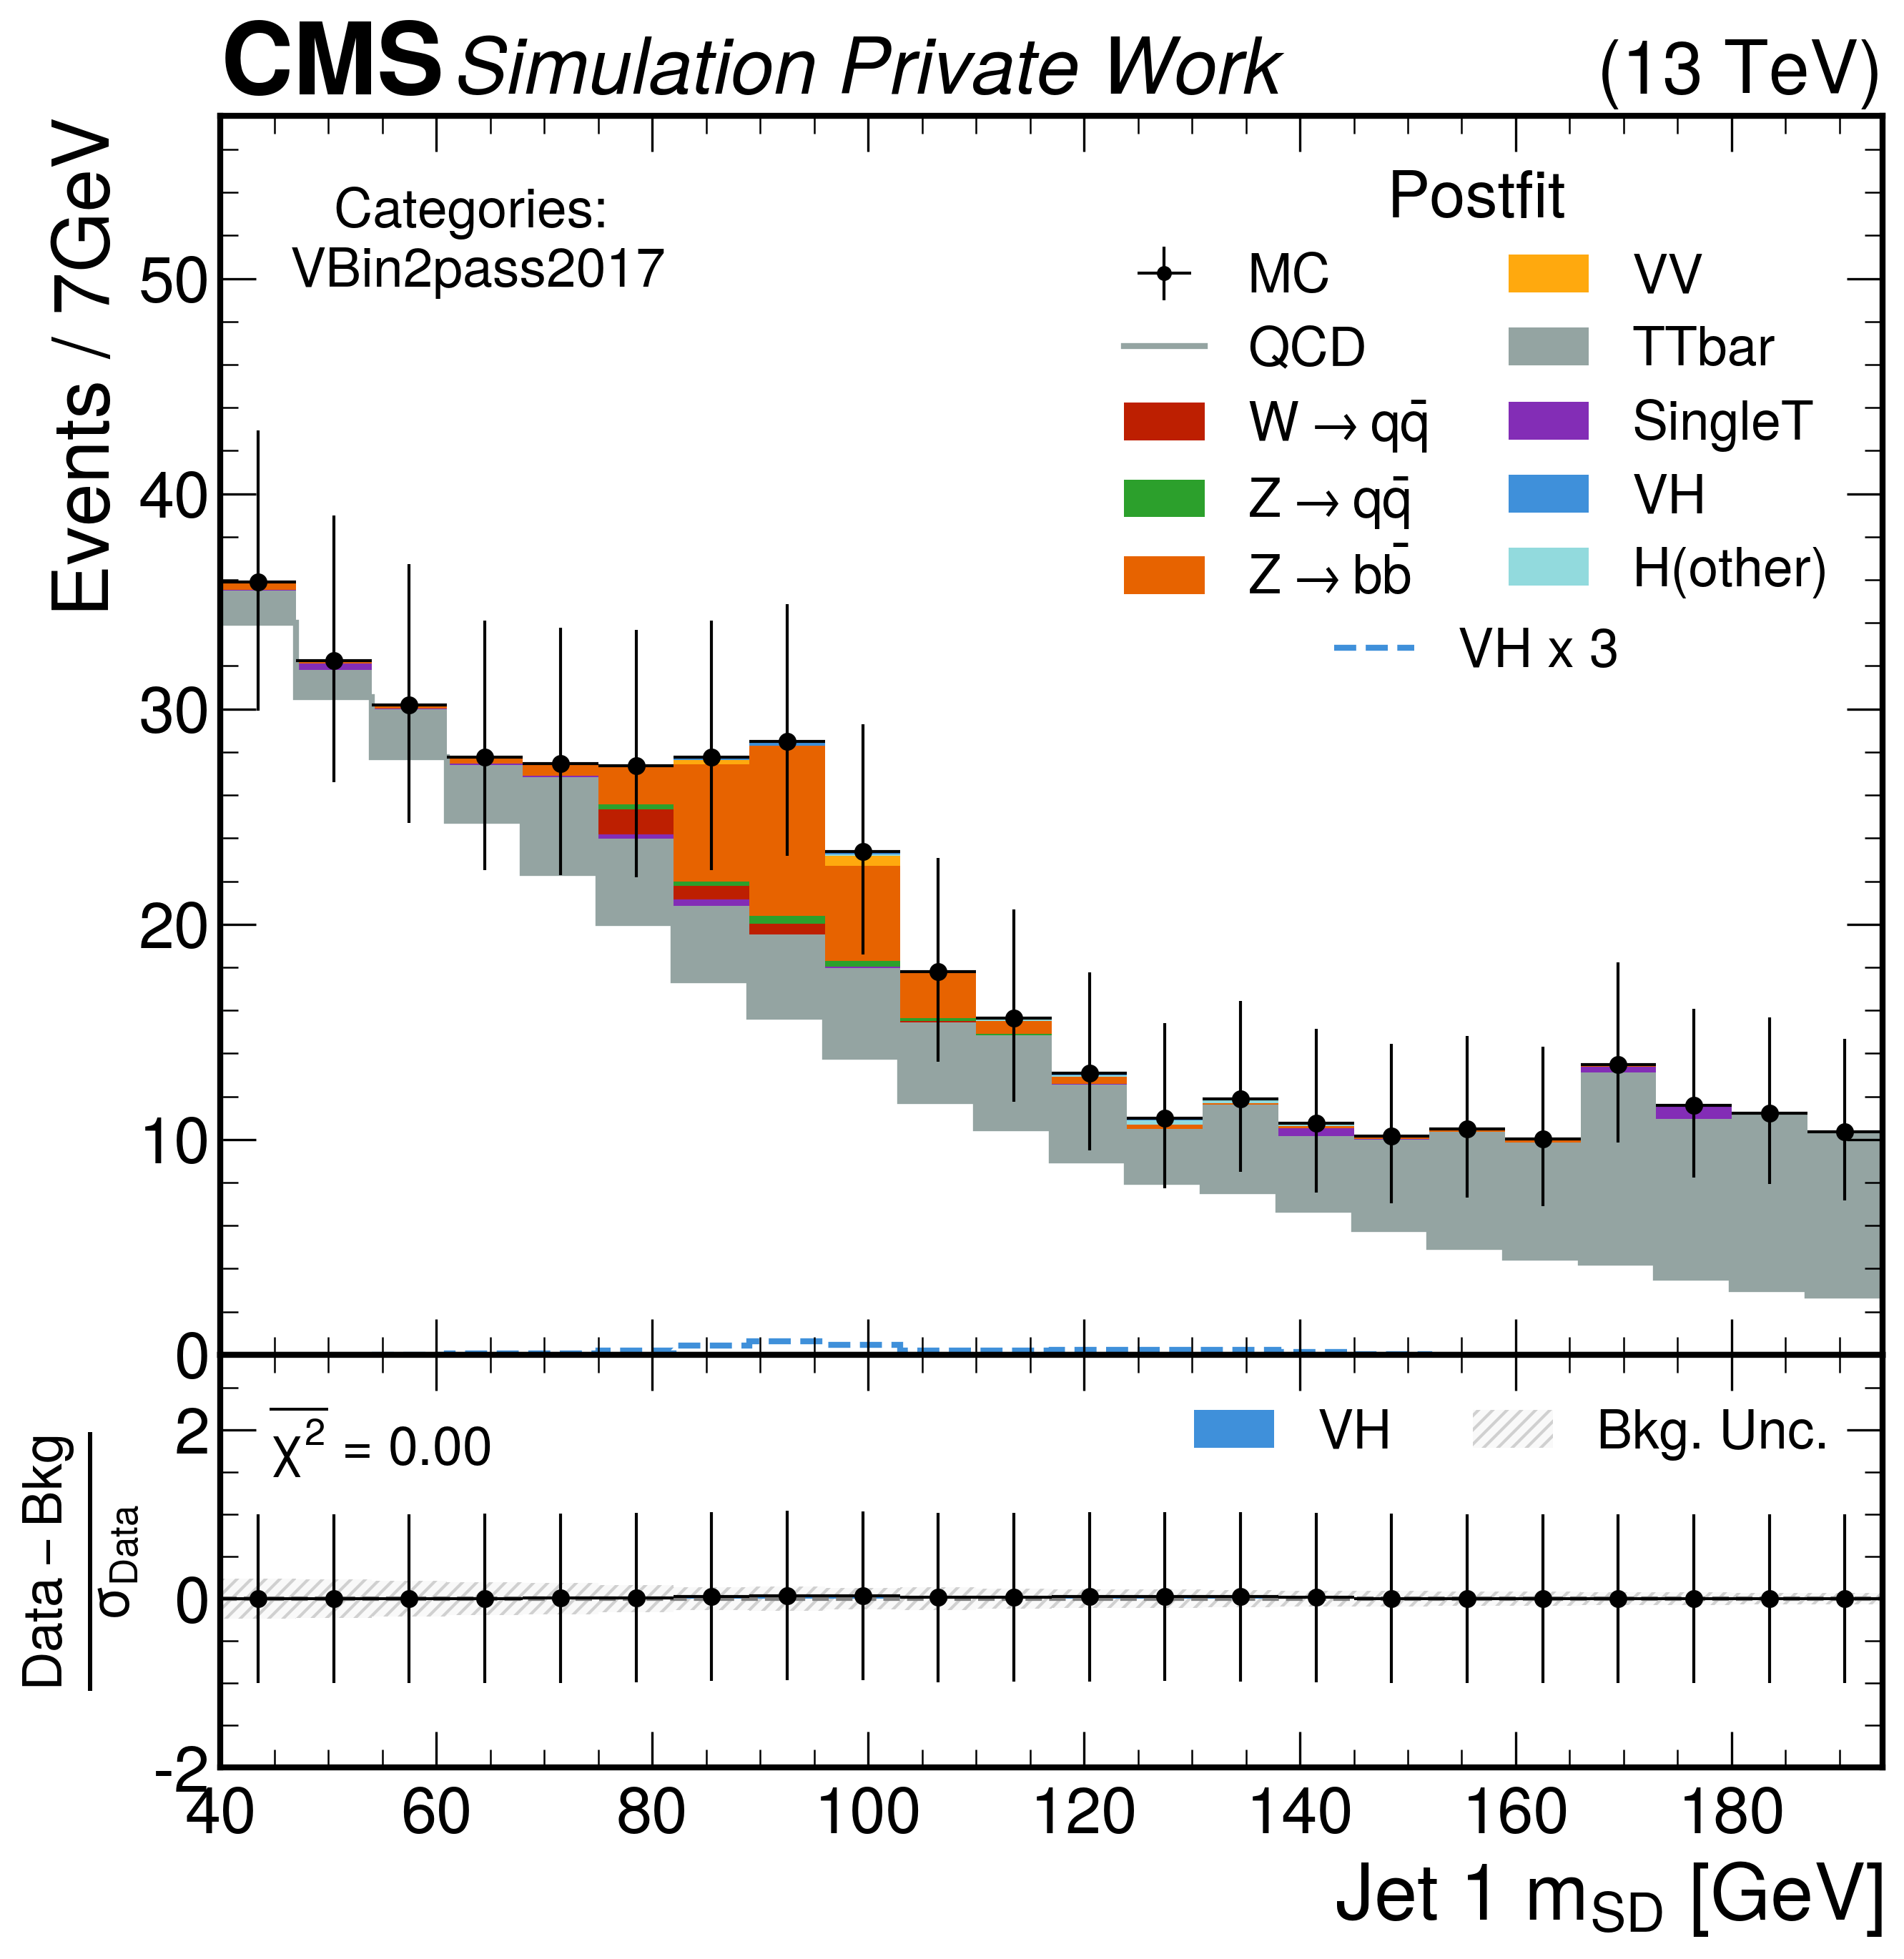 CMS Simulation Private Work (13 TeV)
Events / 7GeV
Categories:
VBin2pass2017
Postfit
MC
QCD
W → qq̄
Z → qq̄
Z → bb̄
VV
TTbar
SingleT
VH
H(other)
VH x 3
50
40
30
20
10
0
Data – Bkg
σData
χ² = 0.00
VH
Bkg. Unc.
2
0
-2
40 60 80 100 120 140 160 180
Jet 1 mSD [GeV]